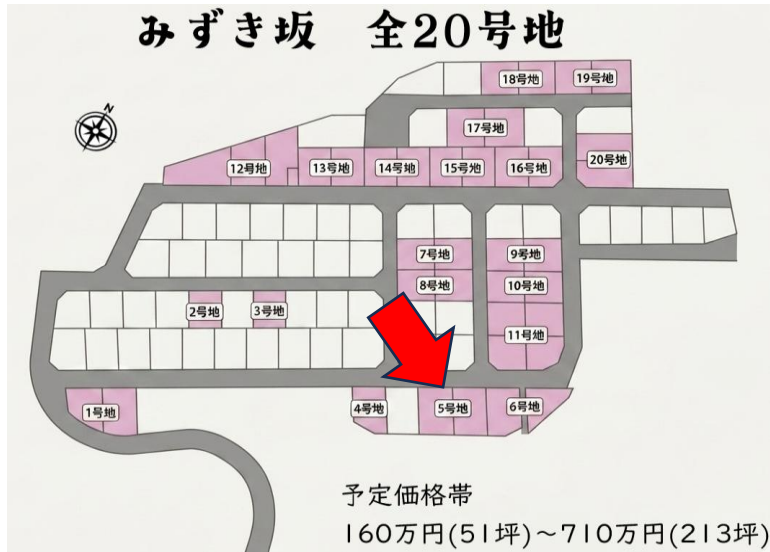 みずき坂　全20号地
N
18号地
19号地
17号地
12号地
13号地
14号地
15号地
16号地
20号地
7号地
9号地
8号地
10号地
2号地
3号地
11号地
1号地
4号地
5号地
6号地
予定価格帯
160万円(51坪)～710万円(213坪)